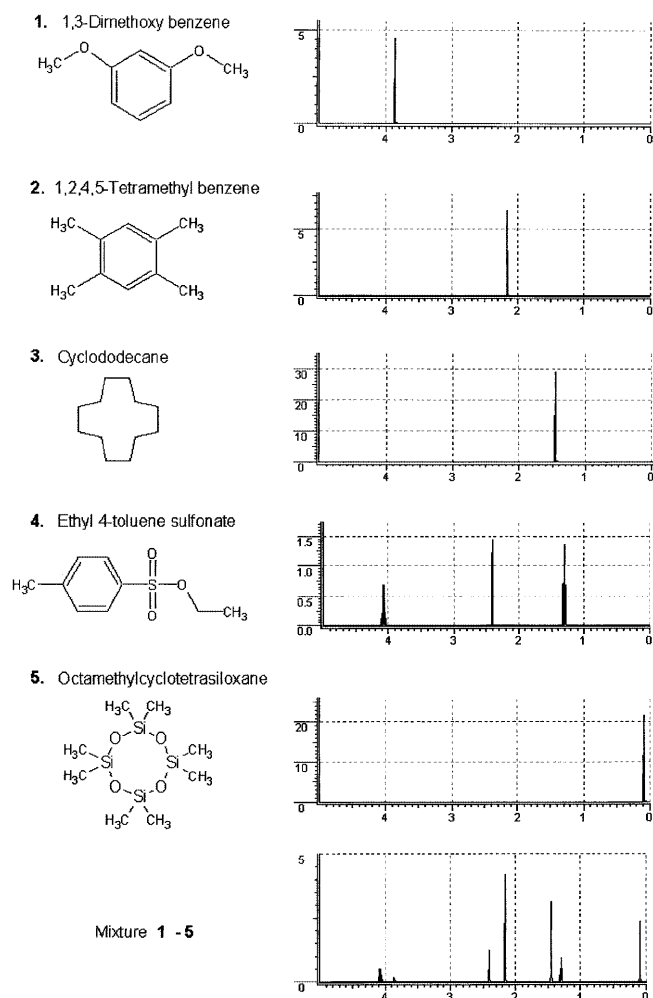 1. 1,3-Dimethoxy benzene
H₃C O O CH₃
5
0
4 3 2 1 0
2. 1,2,4,5-Tetramethyl benzene
H₃C CH₃
H₃C CH₃
5
0
4 3 2 1 0
3. Cyclododecane
30
20
10
0
4 3 2 1 0
4. Ethyl 4-toluene sulfonate
O
H₃C S O CH₃
O
1.5
1.0
0.5
0.0
4 3 2 1 0
5. Octamethylcyclotetrasiloxane
H₃C CH₃
Si
O O
H₃C Si Si CH₃
H₃C CH₃
O O
Si
H₃C CH₃
20
10
0
4 3 2 1 0
Mixture 1 - 5
5
0
4 3 2 1 0